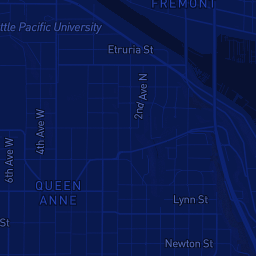 FREMONT
ttle Pacific University
Etruria St
2nd Ave N
4th Ave W
6th Ave W
QUEEN
ANNE
Lynn St
St
Newton St